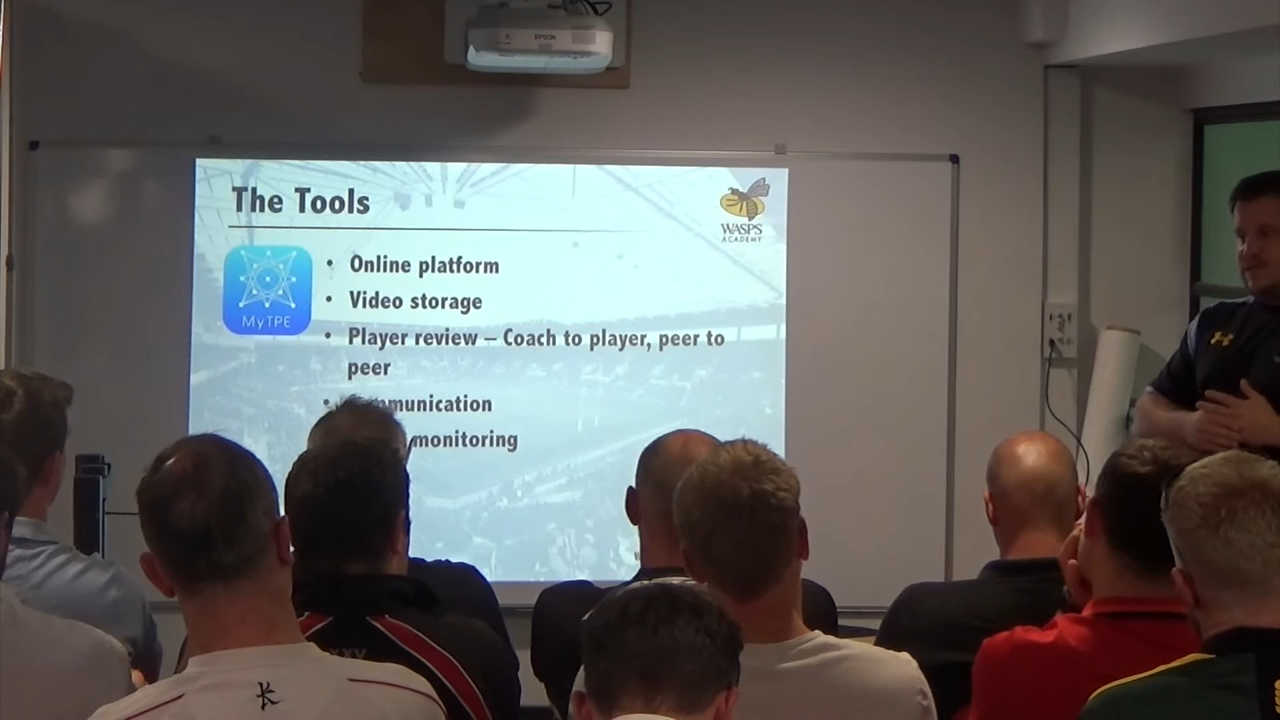 EPSON
The Tools
WASPS
ACADEMY
MyTPE
• Online platform
• Video storage
• Player review – Coach to player, peer to
peer
monitoring
XXV